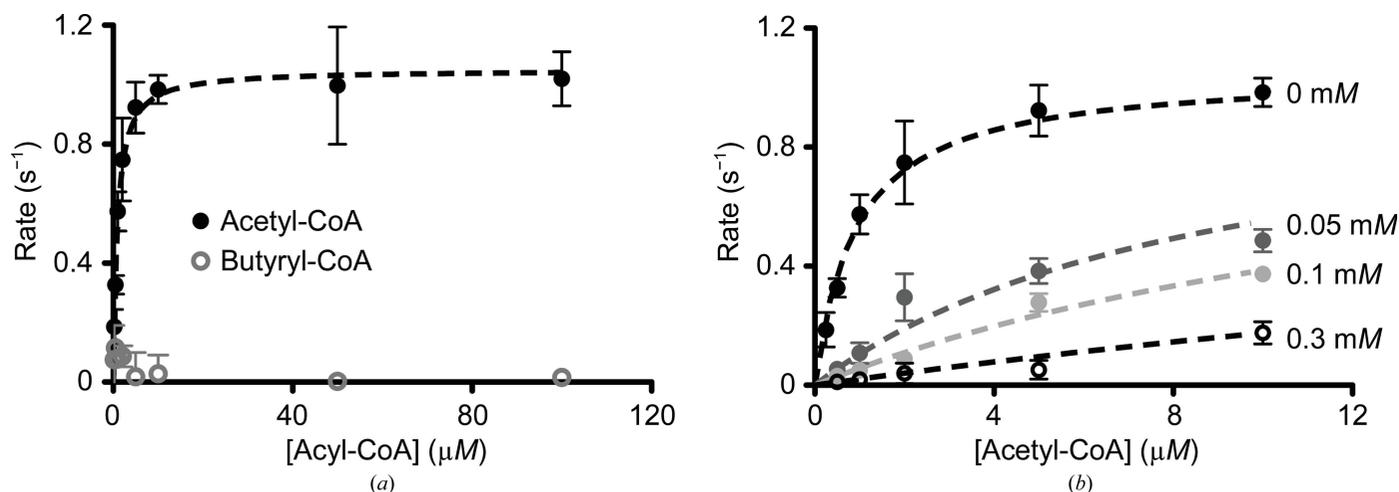 1.2
0.8
0.4
0
Rate (s⁻¹)
Acetyl-CoA
Butyryl-CoA
0
40
80
120
[Acyl-CoA] (μM)
(a)
1.2
0.8
0.4
0
Rate (s⁻¹)
0 mM
0.05 mM
0.1 mM
0.3 mM
0
4
8
12
[Acetyl-CoA] (μM)
(b)